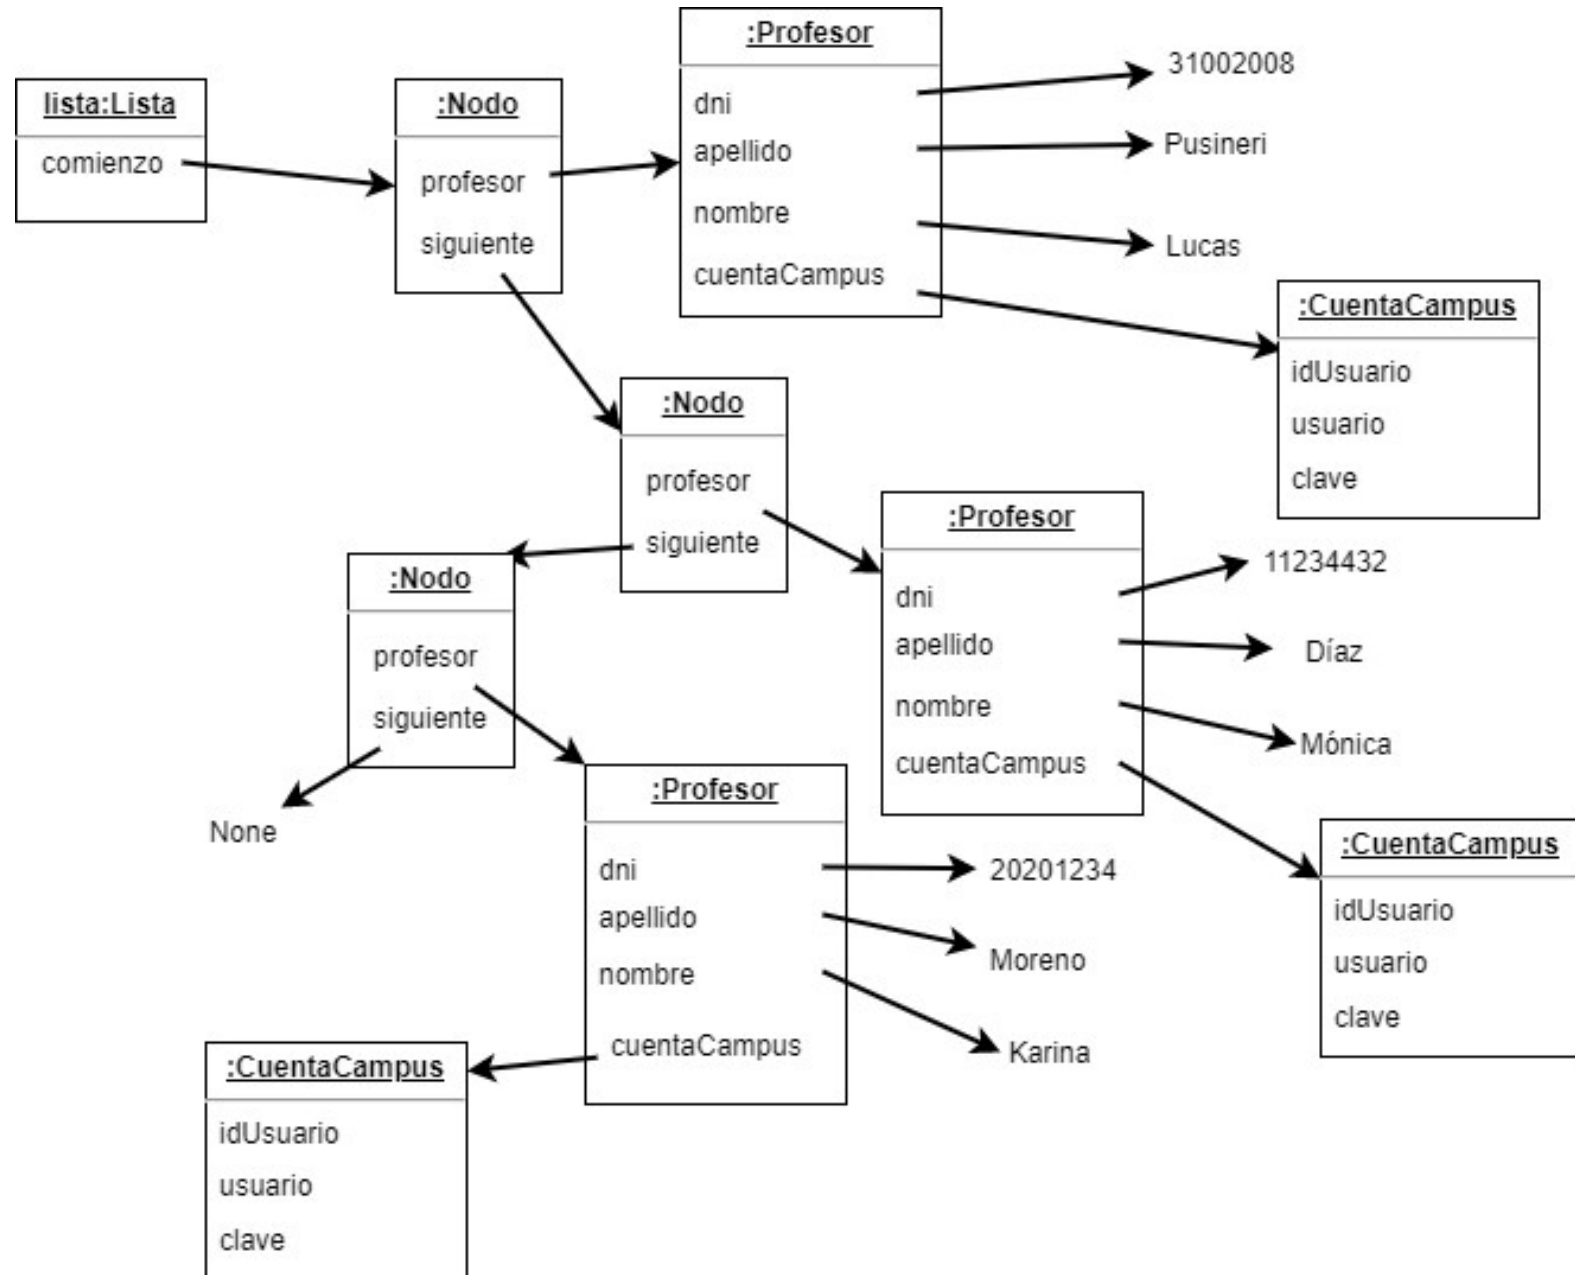 :Profesor
31002008
lista:Lista
:Nodo
dni
Pusineri
comienzo
apellido
profesor
nombre
Lucas
siguiente
cuentaCampus
:CuentaCampus
idUsuario
usuario
clave
:Nodo
profesor
siguiente
:Profesor
11234432
dni
apellido
Díaz
nombre
Mónica
cuentaCampus
:Nodo
profesor
siguiente
None
:Profesor
dni
20201234
apellido
Moreno
nombre
Karina
cuentaCampus
:CuentaCampus
idUsuario
usuario
clave
:CuentaCampus
idUsuario
usuario
clave